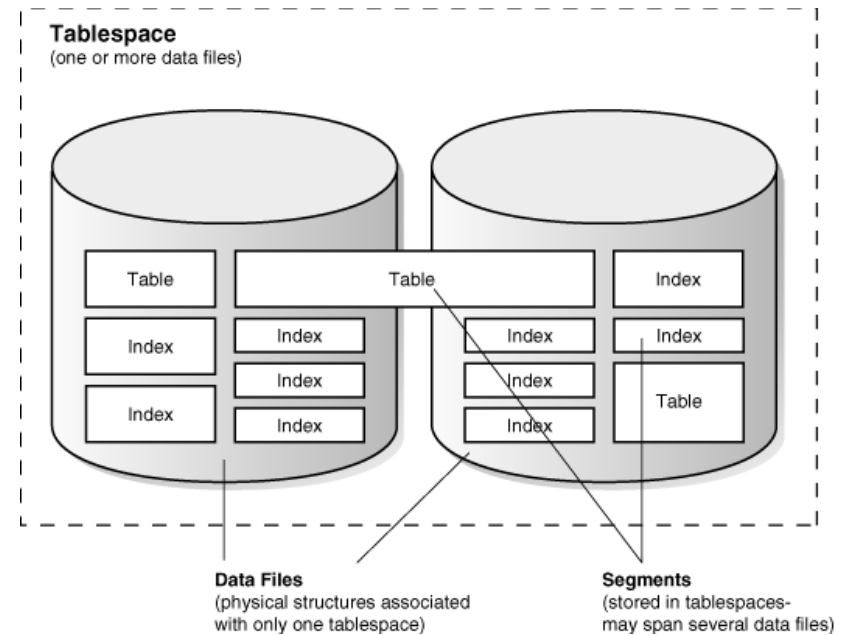 Tablespace
(one or more data files)
Table
Table
Index
Index
Index
Index
Index
Index
Index
Index
Table
Index
Index
Index
Data Files
(physical structures associated
with only one tablespace)
Segments
(stored in tablespaces-
may span several data files)